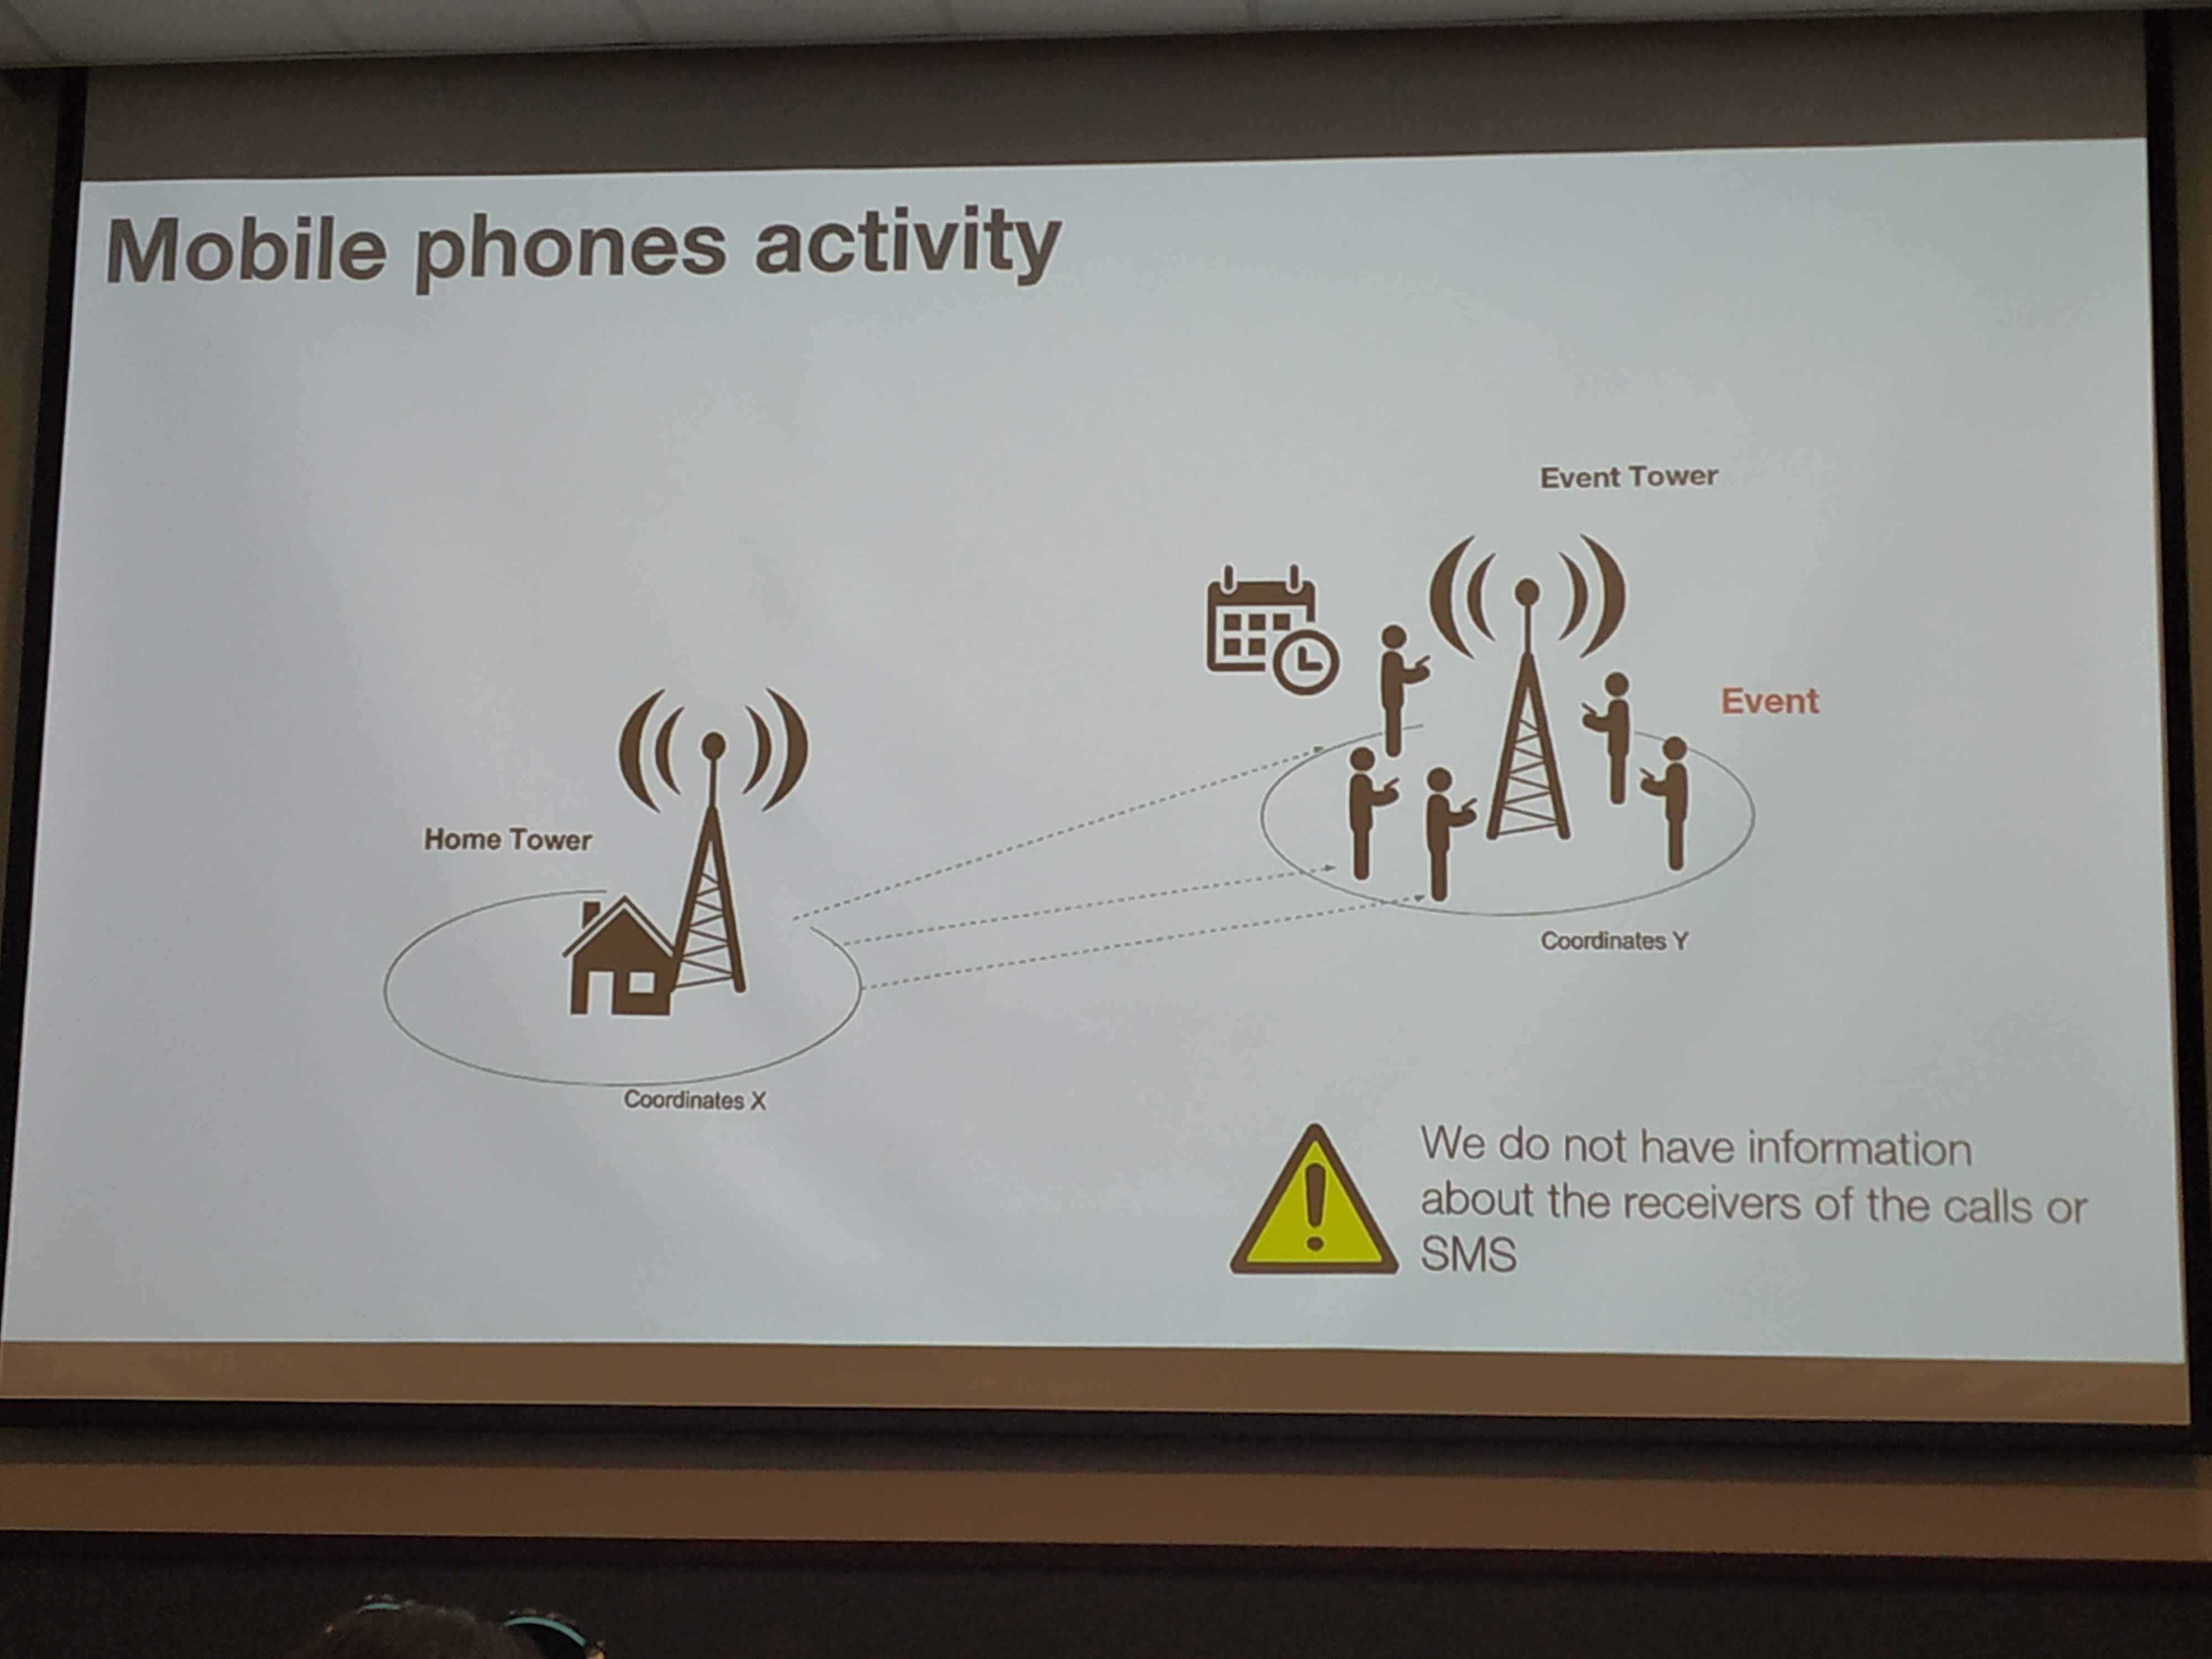 Mobile phones activity
Event Tower
Event
Home Tower
Coordinates Y
Coordinates X
We do not have information
about the receivers of the calls or
SMS